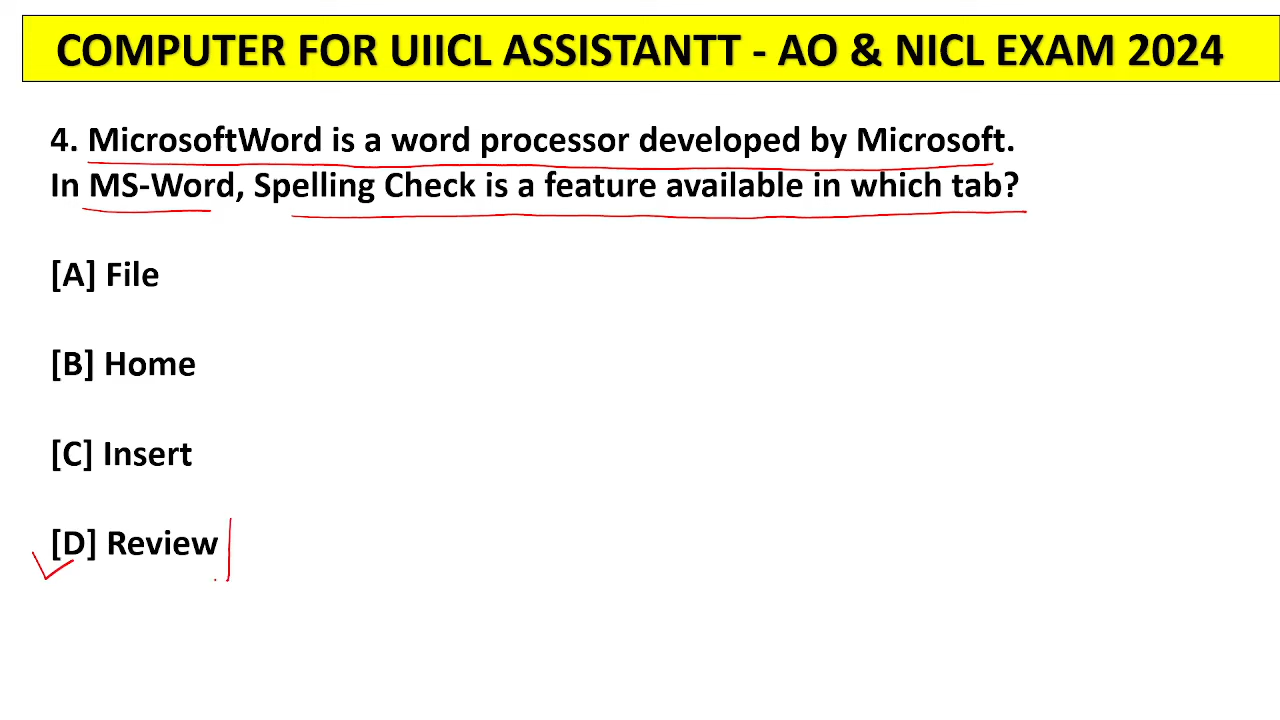 COMPUTER FOR UIICL ASSISTANTT - AO & NICL EXAM 2024
4. MicrosoftWord is a word processor developed by Microsoft.
In MS-Word, Spelling Check is a feature available in which tab?
[A] File
[B] Home
[C] Insert
[D] Review